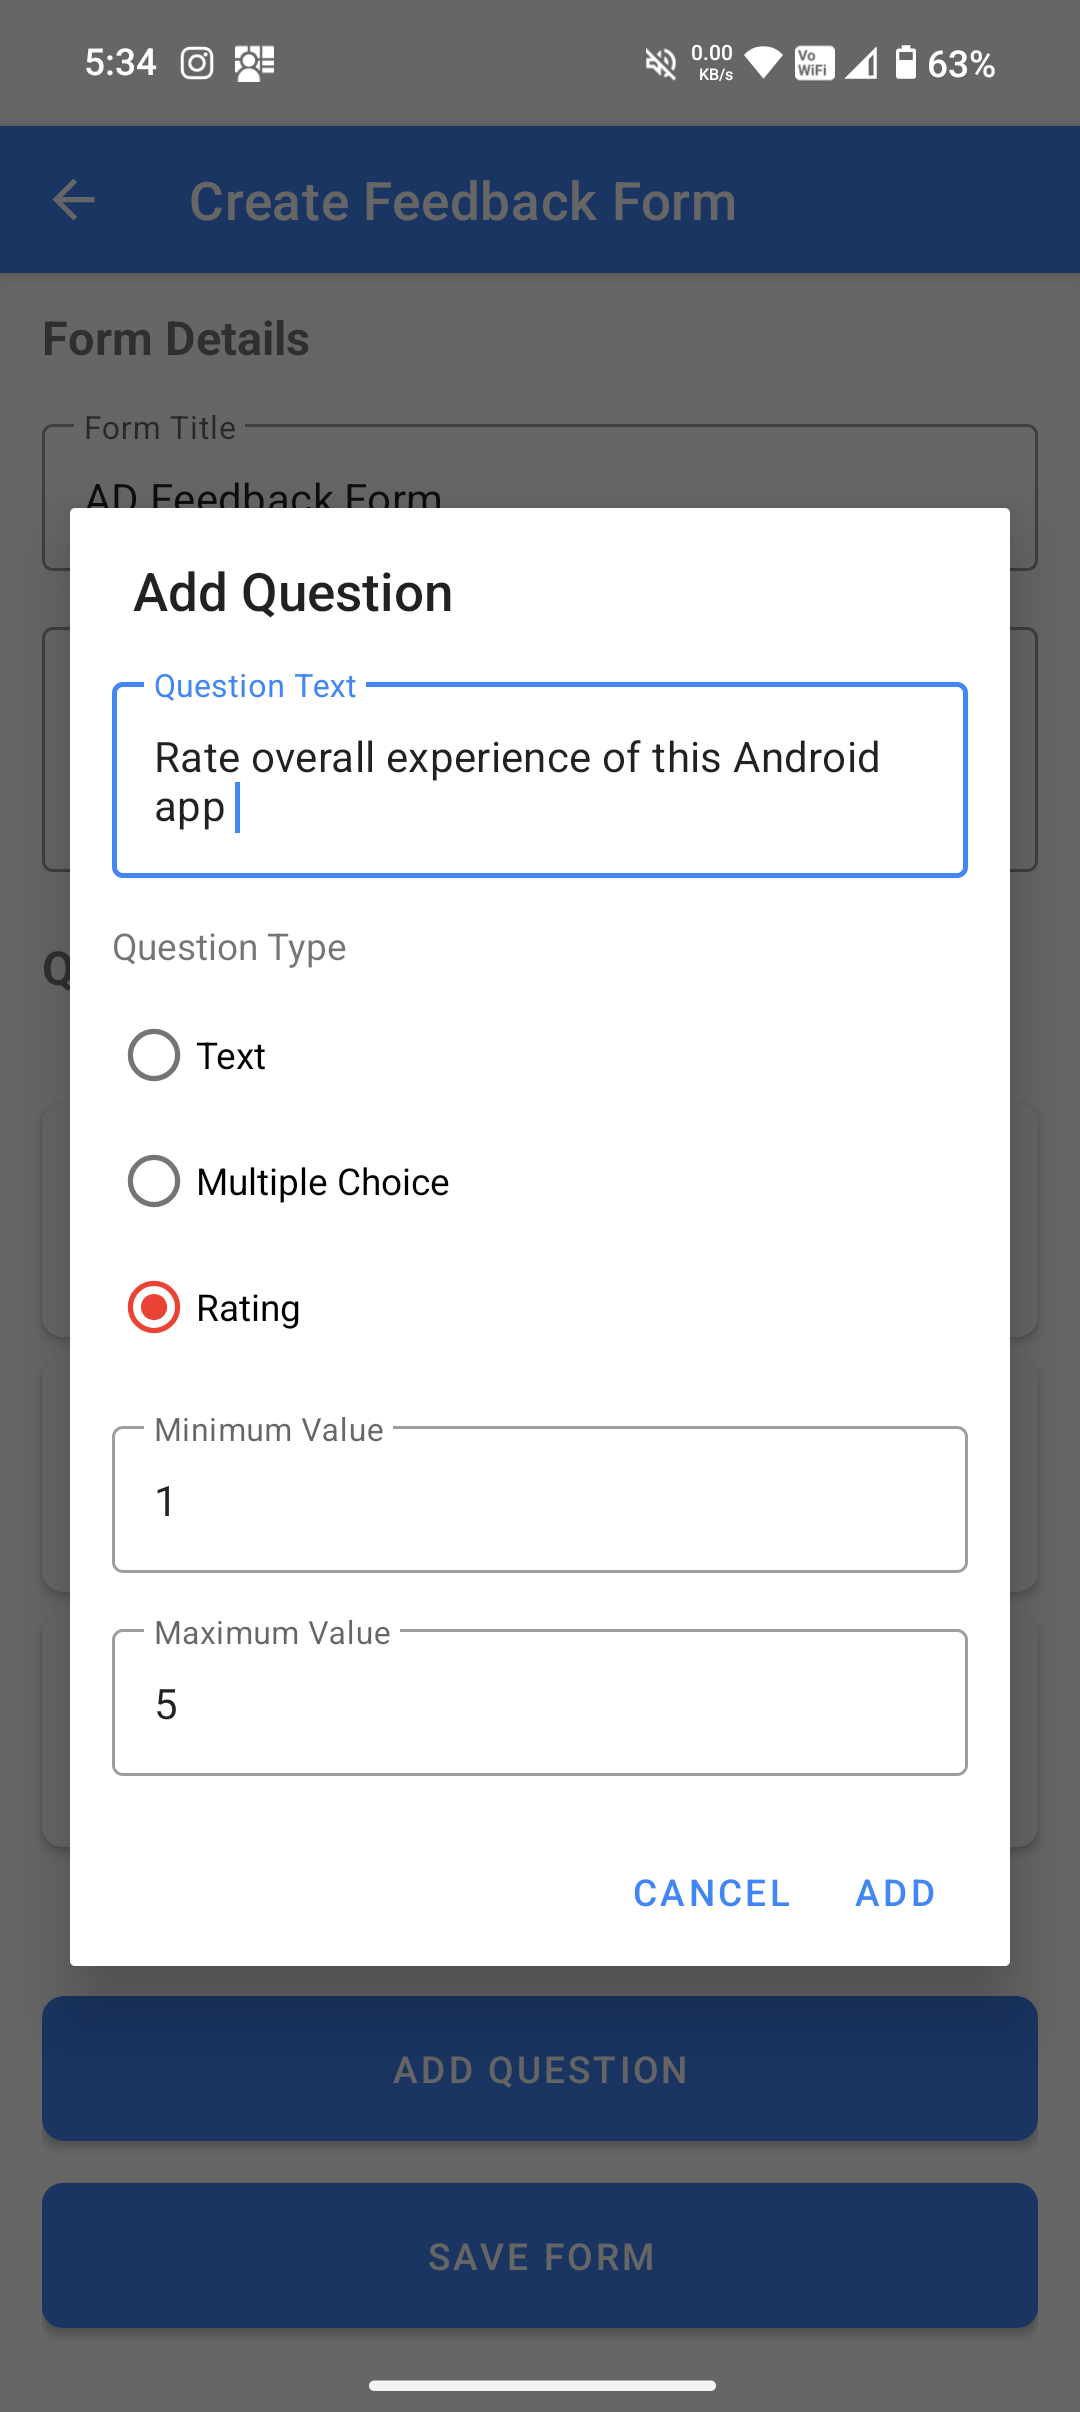 5:34
0.00
KB/s
Vo
WiFi
63%
Create Feedback Form
Form Details
Form Title
AD Feedback Form
Add Question
Question Text
Rate overall experience of this Android
app
Question Type
Q
Text
Multiple Choice
Rating
Minimum Value
1
Maximum Value
5
CANCEL
ADD
ADD QUESTION
SAVE FORM